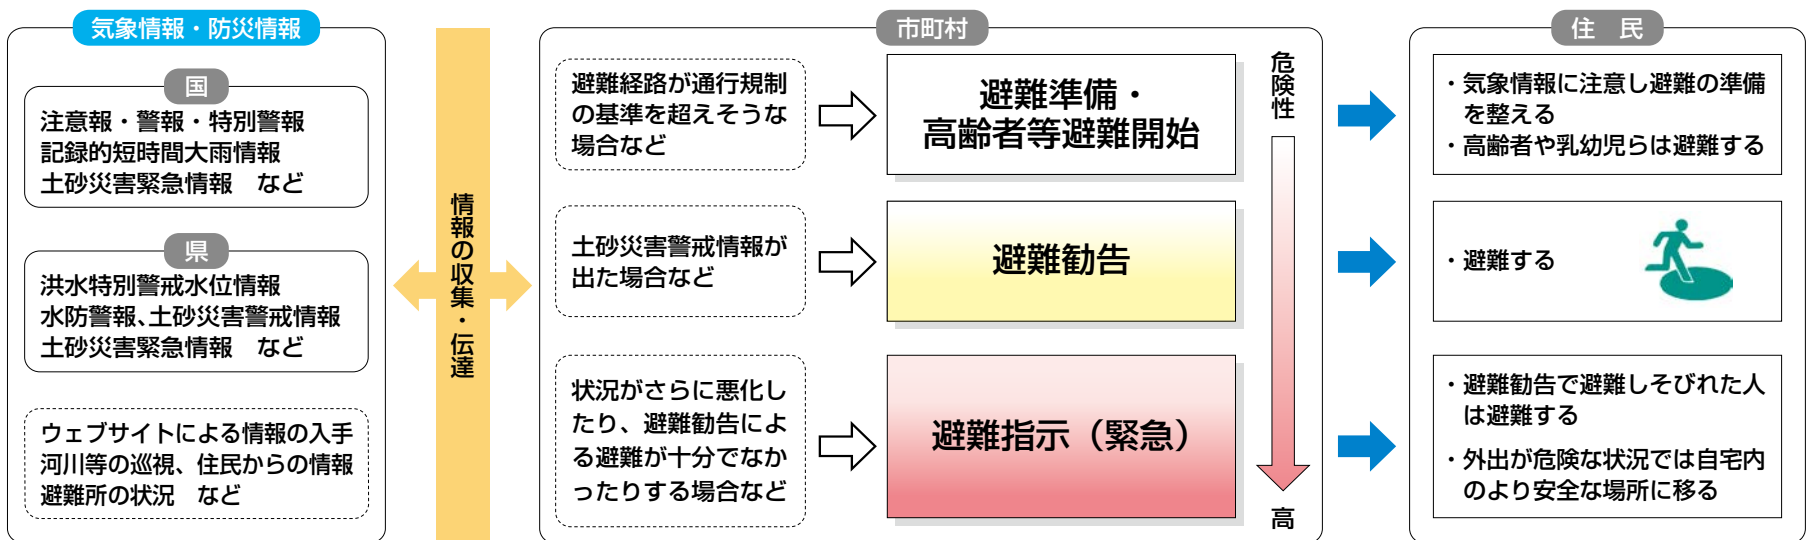 気象情報・防災情報
国
注意報・警報・特別警報
記録的短時間大雨情報
土砂災害緊急情報　など
県
洪水特別警戒水位情報
水防警報、土砂災害警戒情報
土砂災害緊急情報　など
ウェブサイトによる情報の入手
河川等の巡視、住民からの情報
避難所の状況　など
情報の収集・伝達
市町村
避難経路が通行規制
の基準を超えそうな
場合など
避難準備・
高齢者等避難開始
土砂災害警戒情報が
出た場合など
避難勧告
状況がさらに悪化し
たり、避難勧告によ
る避難が十分でなか
ったりする場合など
避難指示（緊急）
危険性
高
住　民
・気象情報に注意し避難の準備
を整える
・高齢者や乳幼児らは避難する
・避難する
・避難勧告で避難しそびれた人
は避難する
・外出が危険な状況では自宅内
のより安全な場所に移る